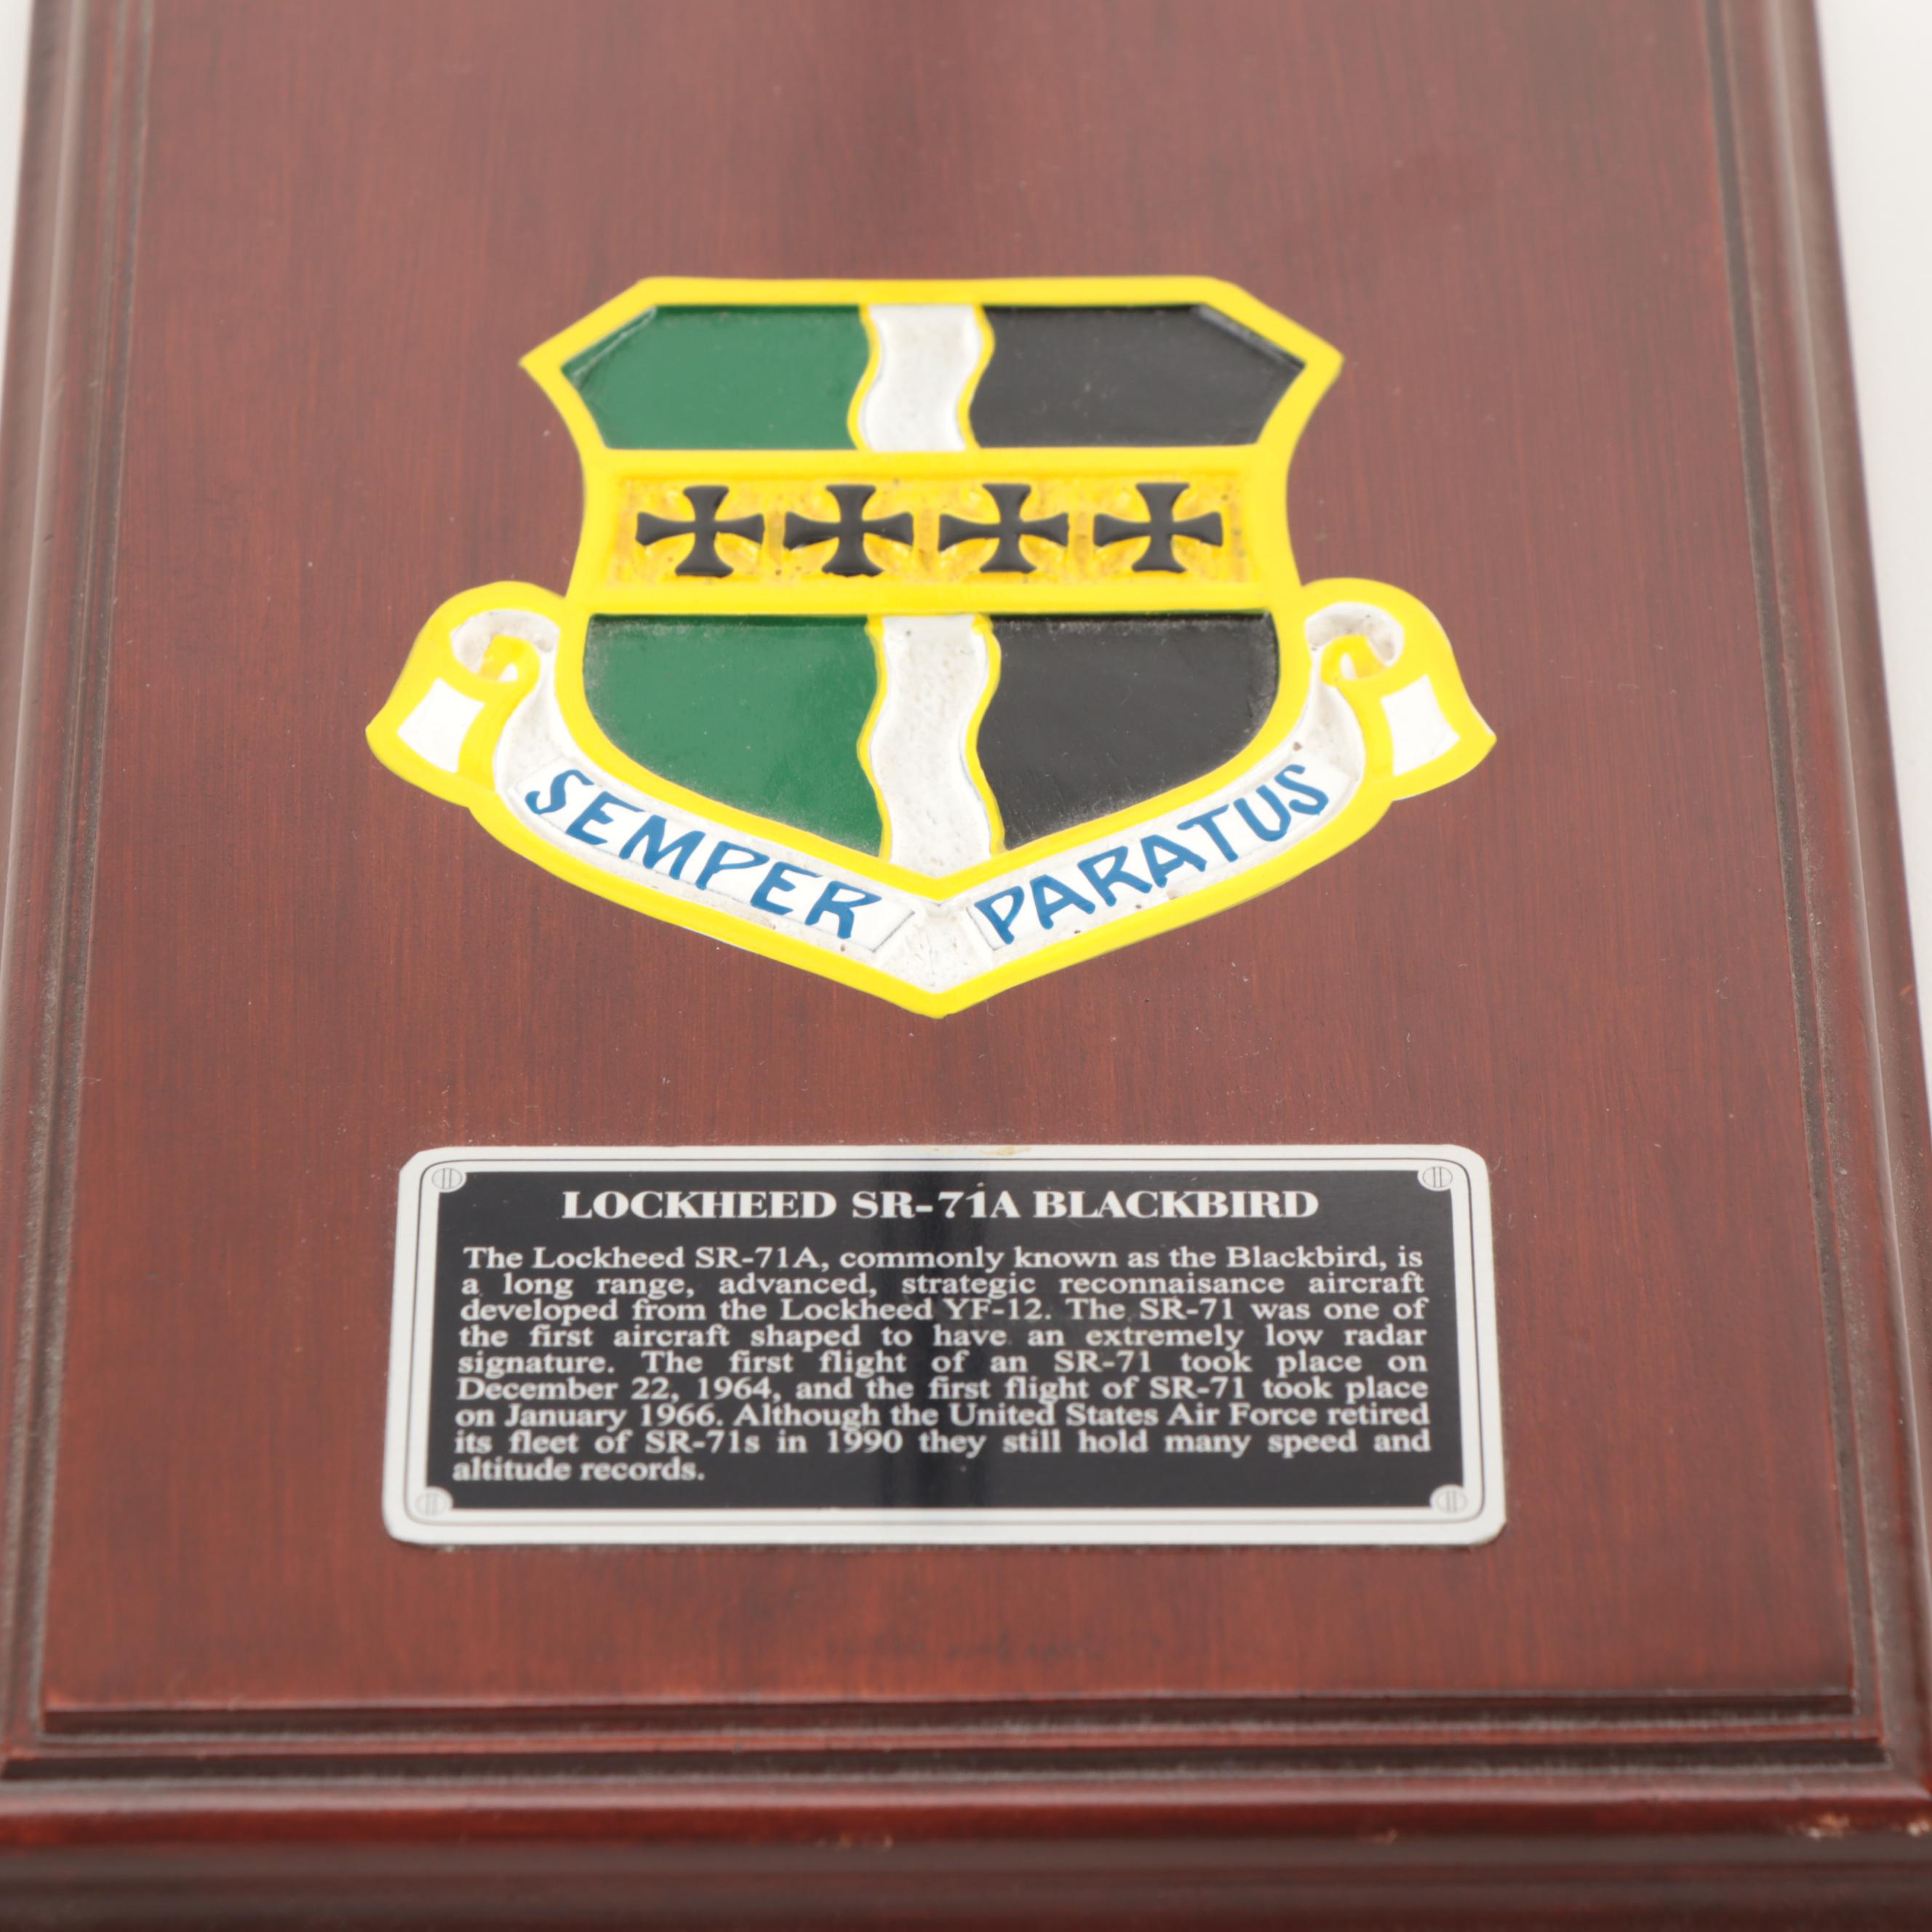 SEMPER PARATUS
LOCKHEED SR-71A BLACKBIRD
The Lockheed SR-71A, commonly known as the Blackbird, is
a long range, advanced, strategic reconnaisance aircraft
developed from the Lockheed YF-12. The SR-71 was one of
the first aircraft shaped to have an extremely low radar
signature. The first flight of an SR-71 took place on
December 22, 1964, and the first flight of SR-71 took place
on January 1966. Although the United States Air Force retired
its fleet of SR-71s in 1990 they still hold many speed and
altitude records.